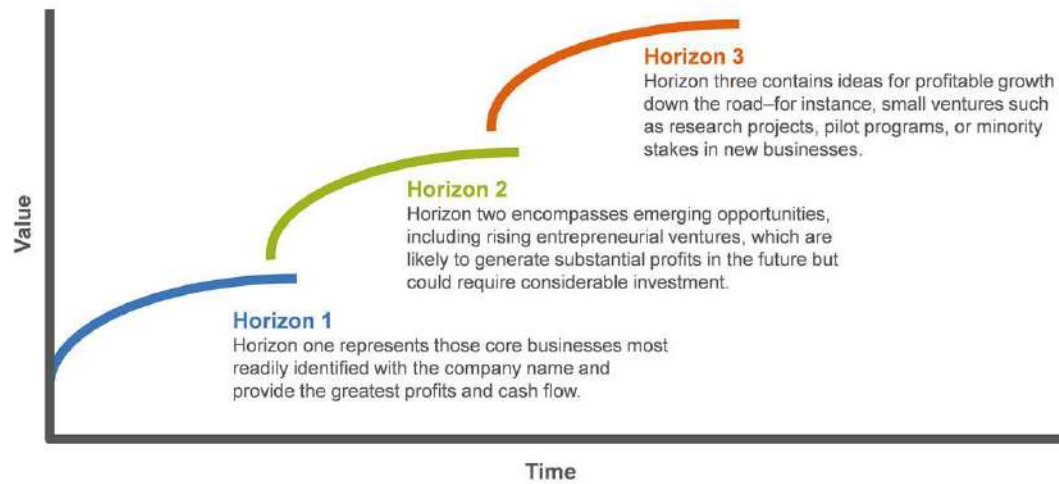 Horizon 3
Horizon three contains ideas for profitable growth
down the road–for instance, small ventures such
as research projects, pilot programs, or minority
stakes in new businesses.
Horizon 2
Horizon two encompasses emerging opportunities,
including rising entrepreneurial ventures, which are
likely to generate substantial profits in the future but
could require considerable investment.
Value
Horizon 1
Horizon one represents those core businesses most
readily identified with the company name and
provide the greatest profits and cash flow.
Time